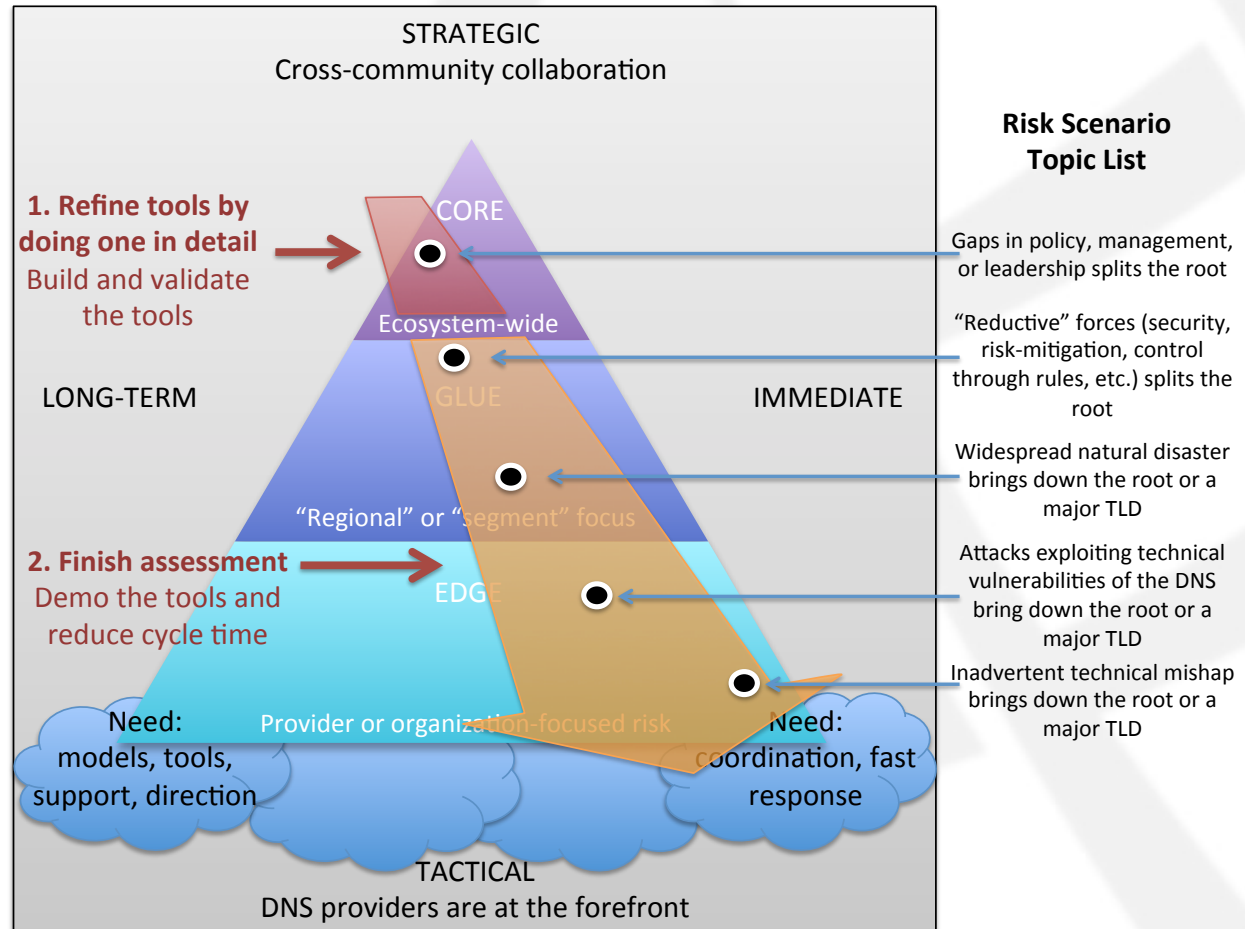 STRATEGIC
Cross-community collaboration
Risk Scenario
Topic List
1. Refine tools by
doing one in detail
Build and validate
the tools
CORE
Ecosystem-wide
Gaps in policy, management,
or leadership splits the root
“Reductive” forces (security,
risk-mitigation, control
through rules, etc.) splits the
root
LONG-TERM
GLUE
IMMEDIATE
Widespread natural disaster
brings down the root or a
major TLD
“Regional” or “segment” focus
2. Finish assessment
Demo the tools and
reduce cycle time
EDGE
Attacks exploiting technical
vulnerabilities of the DNS
bring down the root or a
major TLD
Inadvertent technical mishap
brings down the root or a
major TLD
Provider or organization-focused risk
Need:
models, tools,
support, direction
Need:
coordination, fast
response
TACTICAL
DNS providers are at the forefront